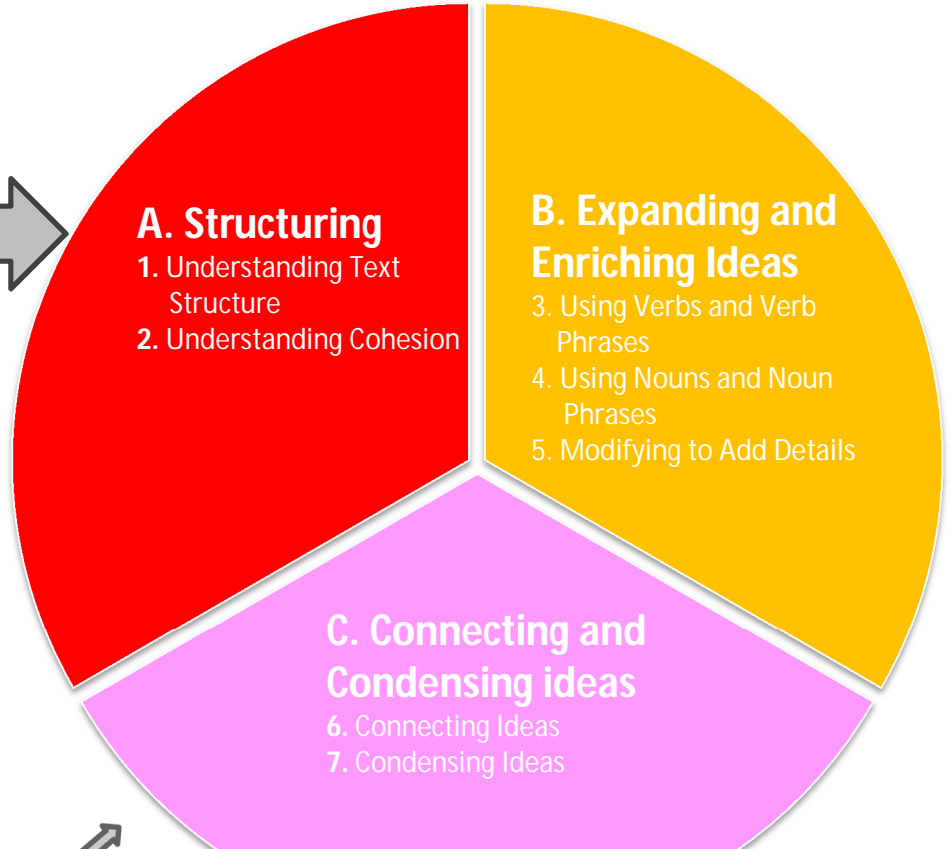 A. Structuring
1. Understanding Text
Structure
2. Understanding Cohesion
B. Expanding and
Enriching Ideas
3. Using Verbs and Verb
Phrases
4. Using Nouns and Noun
Phrases
5. Modifying to Add Details
C. Connecting and
Condensing ideas
6. Connecting Ideas
7. Condensing Ideas